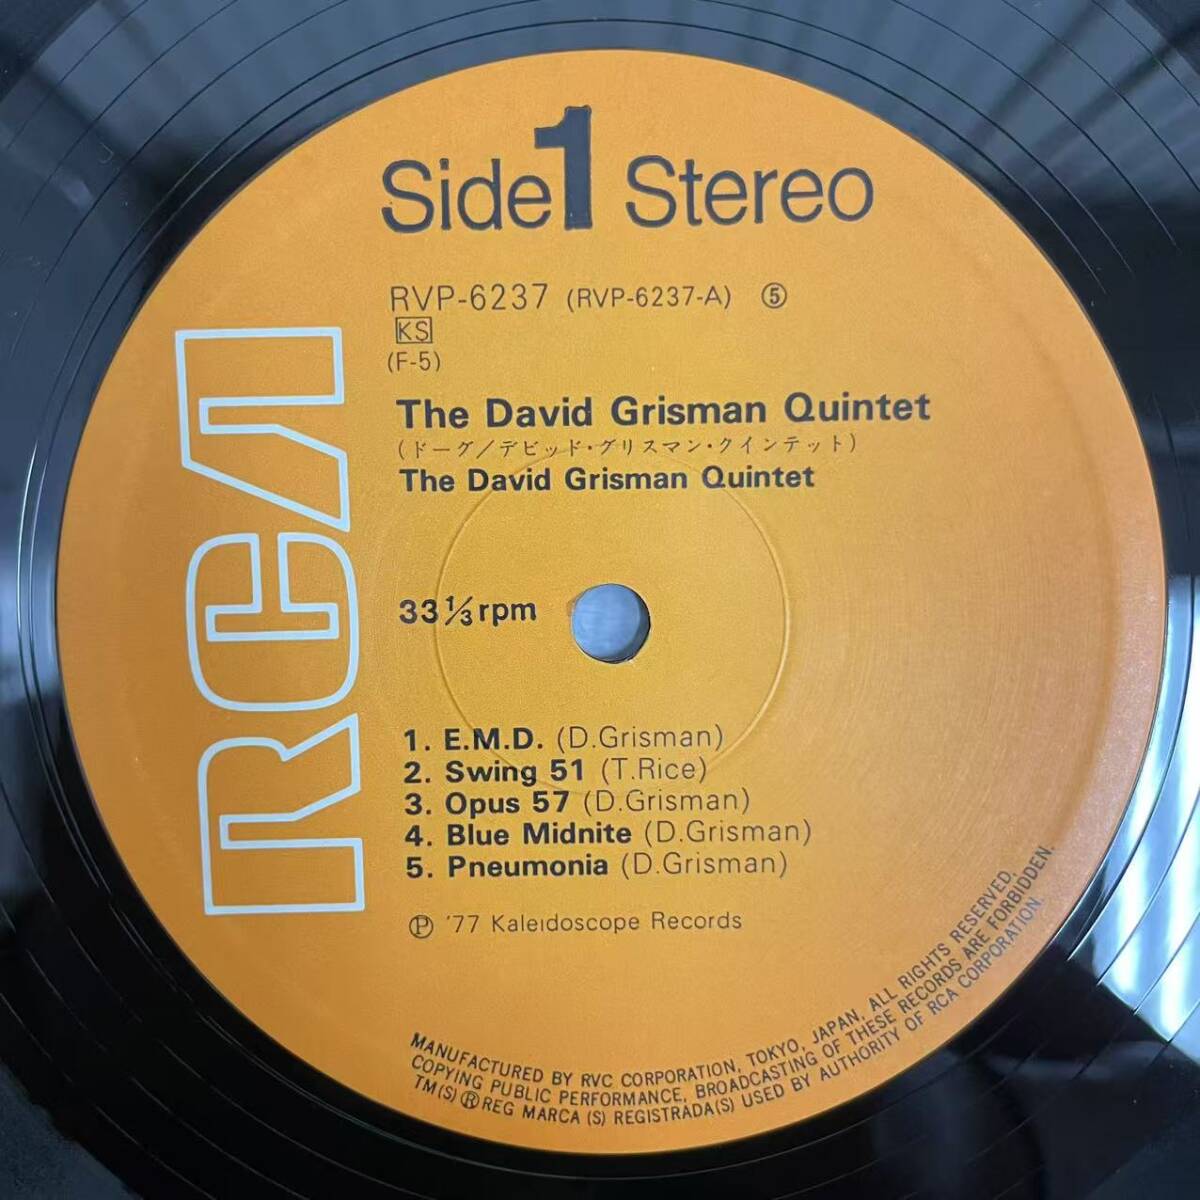 Side 1 Stereo
RVP-6237 (RVP-6237-A) ⑤
KS
(F-5)
The David Grisman Quintet
(ドーグ/デビッド・グリスマン・クインテット)
The David Grisman Quintet
RCA
33 1/3 rpm
1. E.M.D. (D.Grisman)
2. Swing 51 (T.Rice)
3. Opus 57 (D.Grisman)
4. Blue Midnite (D.Grisman)
5. Pneumonia (D.Grisman)
Ⓟ '77 Kaleidoscope Records
MANUFACTURED BY RVC CORPORATION, TOKYO, JAPAN, ALL RIGHTS RESERVED,
COPYING PUBLIC PERFORMANCE, BROADCASTING OF THESE RECORDS ARE FORBIDDEN.
TM(S) ® REG MARCA (S) REGISTRADA(S) USED BY AUTHORITY OF RCA CORPORATION.